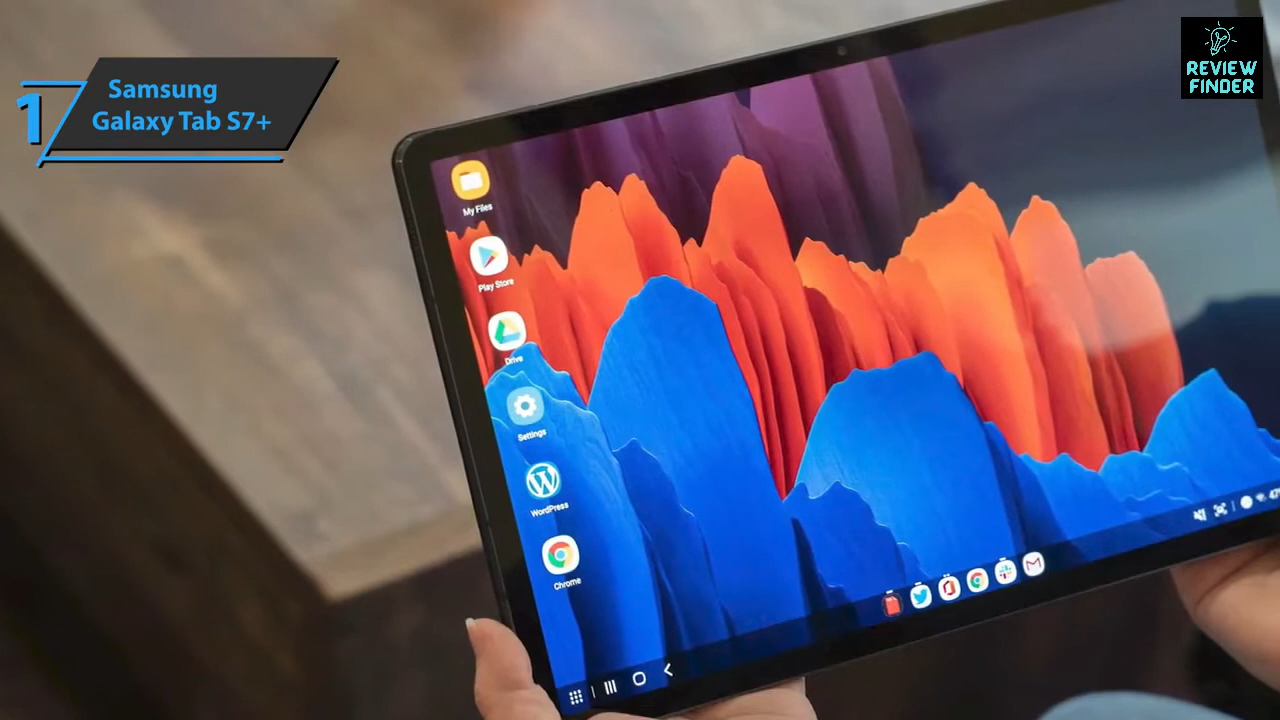 1
Samsung
Galaxy Tab S7+
REVIEW
FINDER
My Files
Play Store
Drive
Settings
WordPress
Chrome